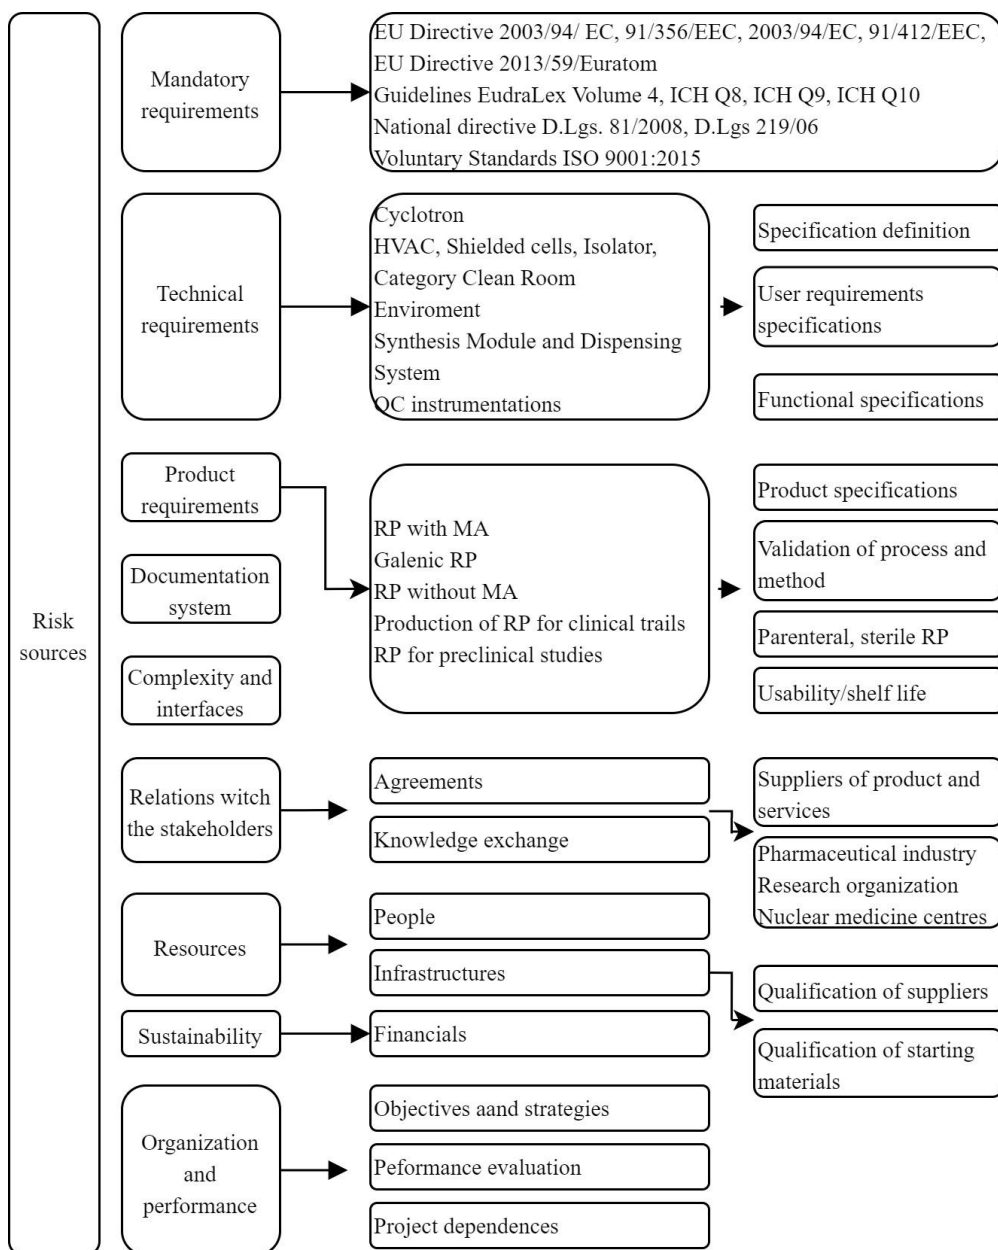 Risk
sources
Mandatory
requirements
EU Directive 2003/94/ EC, 91/356/EEC, 2003/94/EC, 91/412/EEC,
EU Directive 2013/59/Euratom
Guidelines EudraLex Volume 4, ICH Q8, ICH Q9, ICH Q10
National directive D.Lgs. 81/2008, D.Lgs 219/06
Voluntary Standards ISO 9001:2015
Technical
requirements
Cyclotron
HVAC, Shielded cells, Isolator,
Category Clean Room
Enviroment
Synthesis Module and Dispensing
System
QC instrumentations
Specification definition
User requirements
specifications
Functional specifications
Product
requirements
Documentation
system
Complexity and
interfaces
RP with MA
Galenic RP
RP without MA
Production of RP for clinical trails
RP for preclinical studies
Product specifications
Validation of process and
method
Parenteral, sterile RP
Usability/shelf life
Relations witch
the stakeholders
Agreements
Knowledge exchange
Suppliers of product and
services
Pharmaceutical industry
Research organization
Nuclear medicine centres
Resources
People
Infrastructures
Qualification of suppliers
Qualification of starting
materials
Sustainability
Financials
Organization
and
performance
Objectives aand strategies
Peformance evaluation
Project dependences